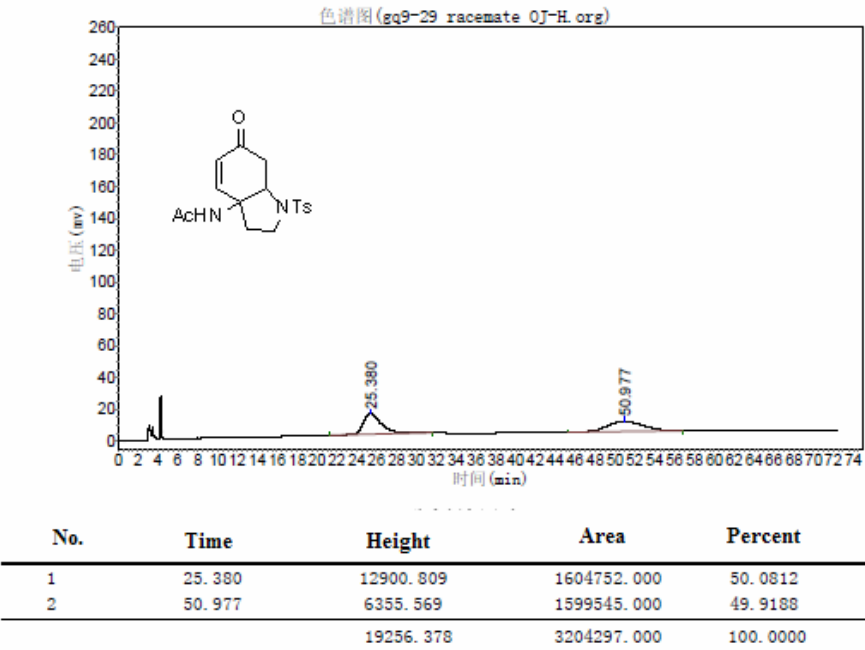 色谱图(gq9-29 racemate OJ-H.org)
260
240
220
200
180
160
140
120
100
80
60
40
20
0
电压(mv)
O
AcHN
NTs
25.380
50.977
0 2 4 6 8 10 12 14 16 18 20 22 24 26 28 30 32 34 36 38 40 42 44 46 48 50 52 54 56 58 60 62 64 66 68 70 72 74
时间(min)
No. Time Height Area Percent
1 25.380 12900.809 1604752.000 50.0812
2 50.977 6355.569 1599545.000 49.9188
19256.378 3204297.000 100.0000